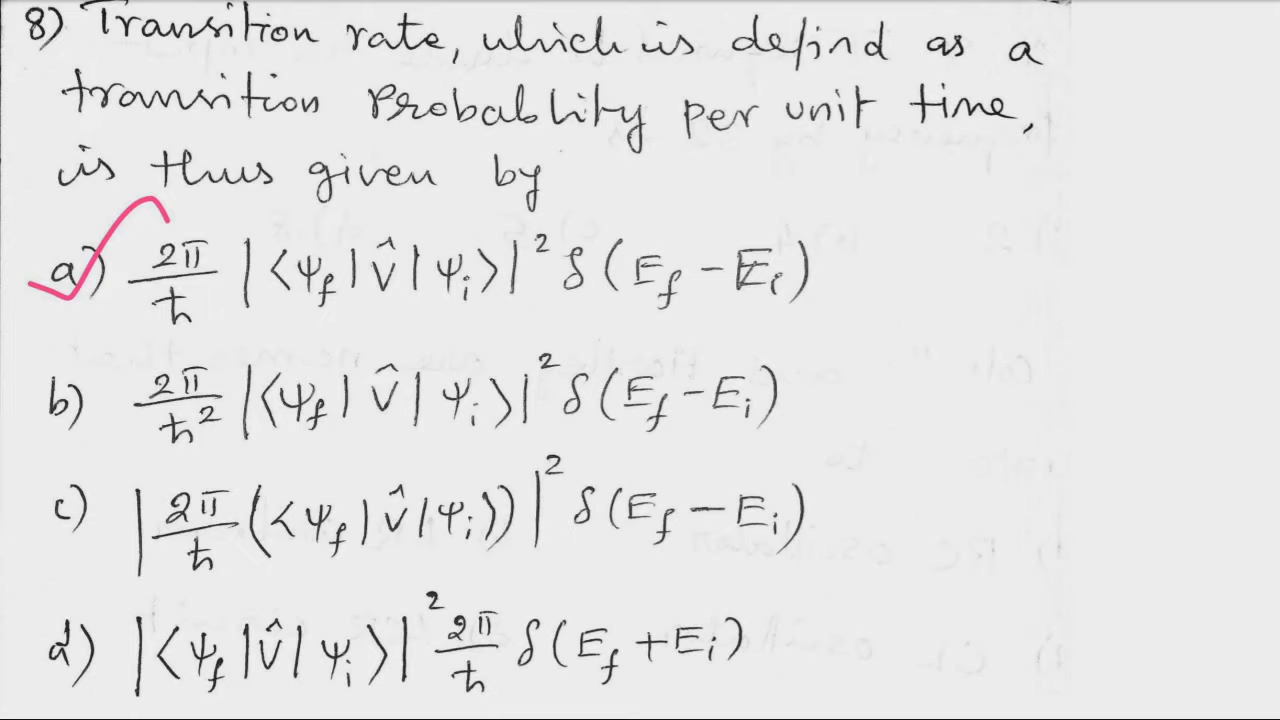 8) Transition rate, which is defind as a
transition Probablity per unit time,
is thus given by
a) 2π/ħ |<ψf|V̂|ψi>|² δ(Ef − Ei)
b) 2π/ħ² |<ψf|V̂|ψi>|² δ(Ef − Ei)
c) |2π/ħ (<ψf|V̂|ψi>)|² δ(Ef − Ei)
d) |<ψf|V̂|ψi>|² 2π/ħ δ(Ef + Ei)